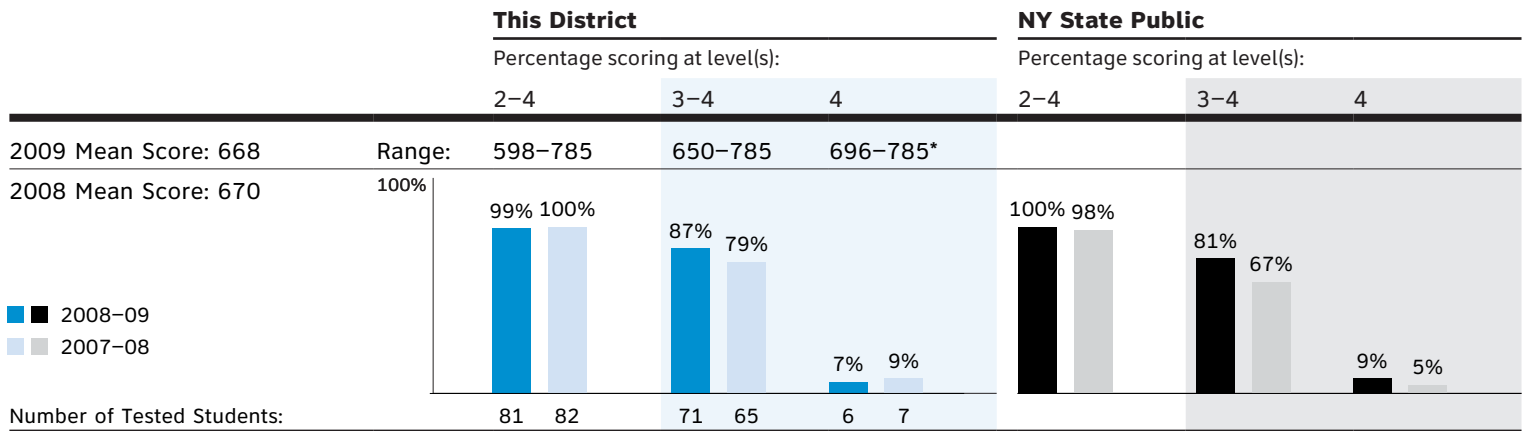 This District NY State Public
Percentage scoring at level(s): Percentage scoring at level(s):
2–4 3–4 4 2–4 3–4 4
2009 Mean Score: 668 Range: 598–785 650–785 696–785*
2008 Mean Score: 670 100%
99% 100% 87% 79% 7% 9% 100% 98% 81% 67% 9% 5%
2008–09
2007–08
Number of Tested Students: 81 82 71 65 6 7